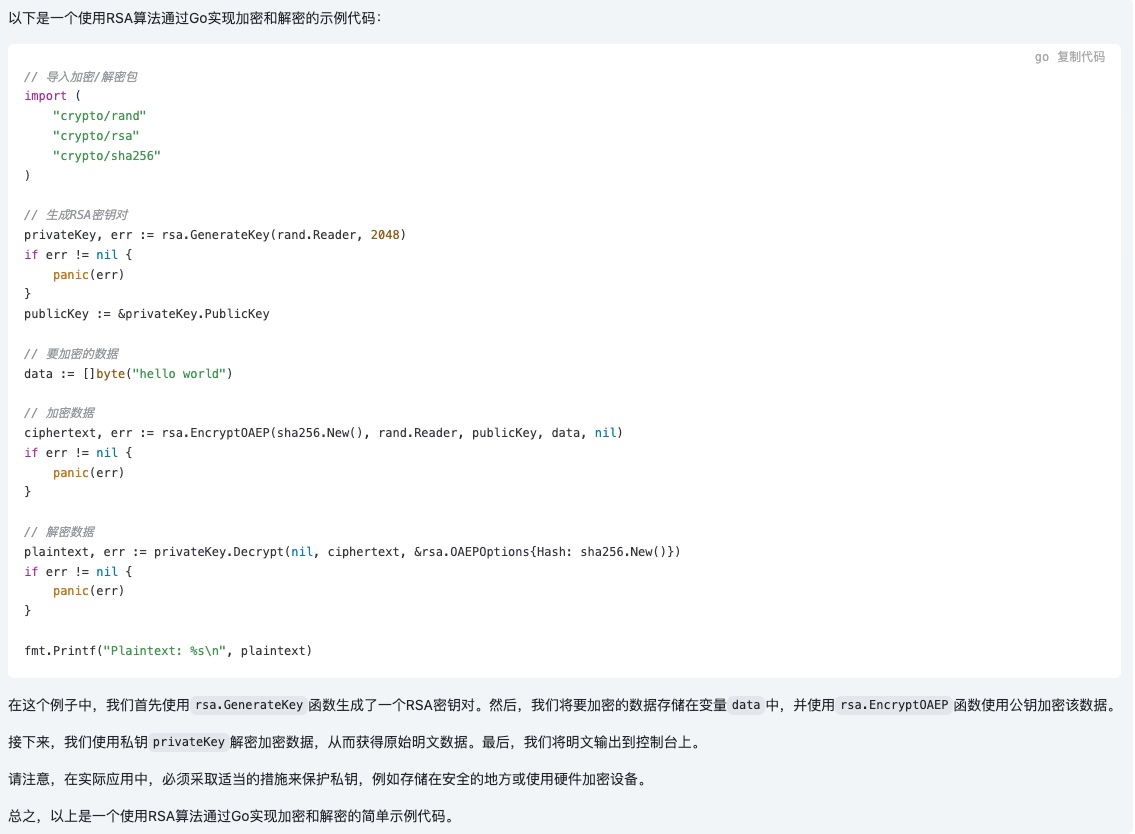 以下是一个使用RSA算法通过Go实现加密和解密的示例代码：
go 复制代码
// 导入加密/解密包
import (
    "crypto/rand"
    "crypto/rsa"
    "crypto/sha256"
)
// 生成RSA密钥对
privateKey, err := rsa.GenerateKey(rand.Reader, 2048)
if err != nil {
    panic(err)
}
publicKey := &privateKey.PublicKey
// 要加密的数据
data := []byte("hello world")
// 加密数据
ciphertext, err := rsa.EncryptOAEP(sha256.New(), rand.Reader, publicKey, data, nil)
if err != nil {
    panic(err)
}
// 解密数据
plaintext, err := privateKey.Decrypt(nil, ciphertext, &rsa.OAEPOptions{Hash: sha256.New()})
if err != nil {
    panic(err)
}
fmt.Printf("Plaintext: %s\n", plaintext)
在这个例子中，我们首先使用 rsa.GenerateKey 函数生成了一个RSA密钥对。然后，我们将要加密的数据存储在变量 data 中，并使用 rsa.EncryptOAEP 函数使用公钥加密该数据。
接下来，我们使用私钥 privateKey 解密加密数据，从而获得原始明文数据。最后，我们将明文输出到控制台上。
请注意，在实际应用中，必须采取适当的措施来保护私钥，例如存储在安全的地方或使用硬件加密设备。
总之，以上是一个使用RSA算法通过Go实现加密和解密的简单示例代码。